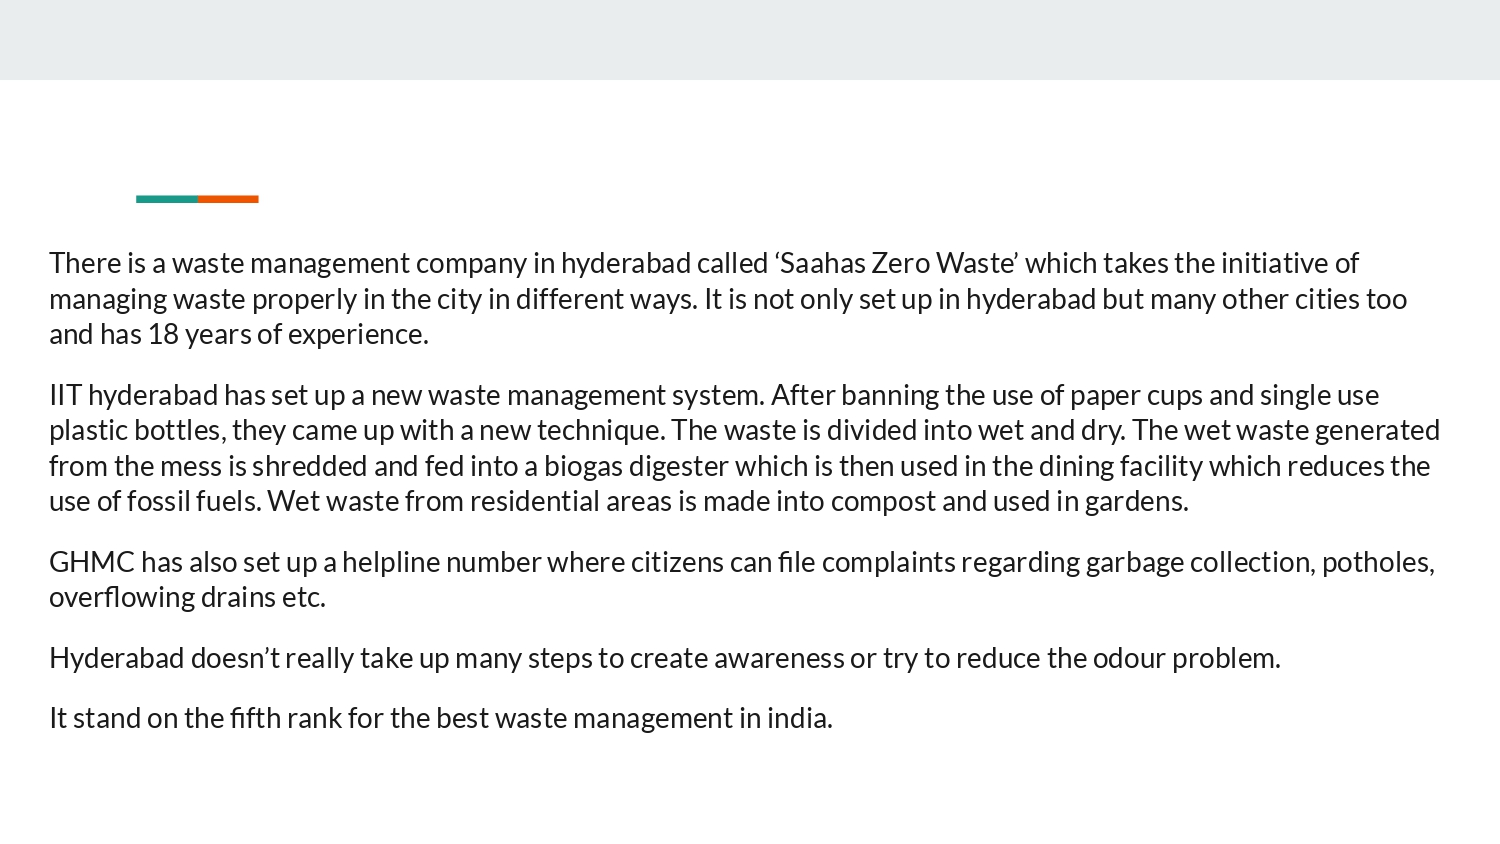 There is a waste management company in hyderabad called ‘Saahas Zero Waste’ which takes the initiative of
managing waste properly in the city in different ways. It is not only set up in hyderabad but many other cities too
and has 18 years of experience.
IIT hyderabad has set up a new waste management system. After banning the use of paper cups and single use
plastic bottles, they came up with a new technique. The waste is divided into wet and dry. The wet waste generated
from the mess is shredded and fed into a biogas digester which is then used in the dining facility which reduces the
use of fossil fuels. Wet waste from residential areas is made into compost and used in gardens.
GHMC has also set up a helpline number where citizens can file complaints regarding garbage collection, potholes,
overflowing drains etc.
Hyderabad doesn’t really take up many steps to create awareness or try to reduce the odour problem.
It stand on the fifth rank for the best waste management in india.